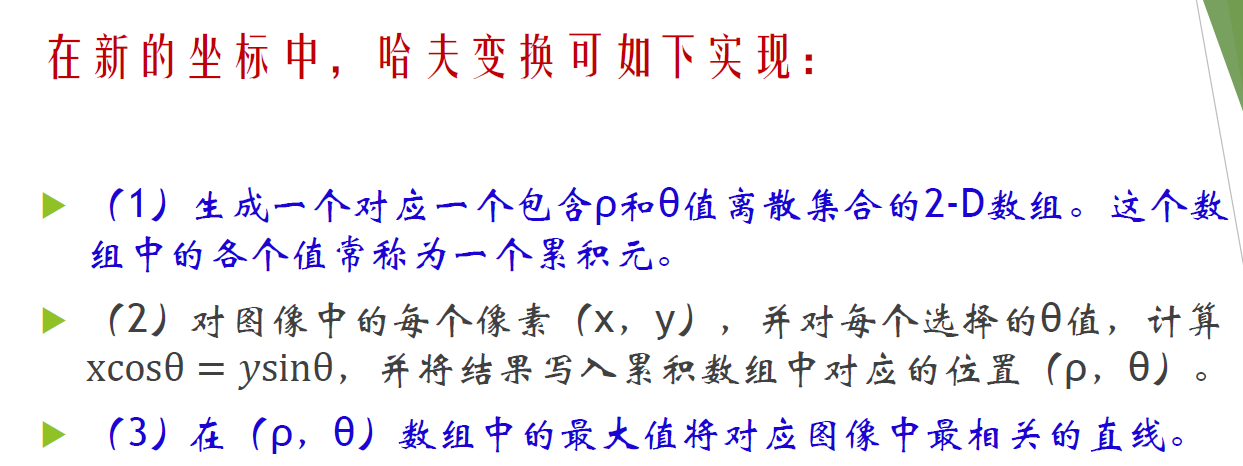 在新的坐标中，哈夫变换可如下实现：
（1）生成一个对应一个包含ρ和θ值离散集合的2-D数组。这个数
组中的各个值常称为一个累积元。
（2）对图像中的每个像素（x，y），并对每个选择的θ值，计算
xcosθ = ysinθ，并将结果写入累积数组中对应的位置（ρ，θ）。
（3）在（ρ，θ）数组中的最大值将对应图像中最相关的直线。